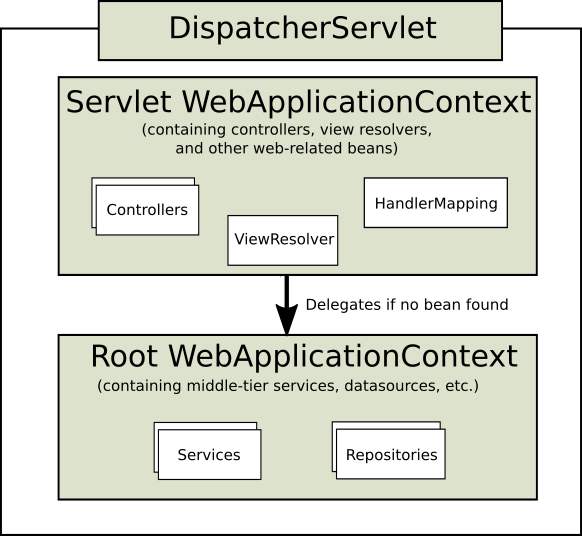 DispatcherServlet
Servlet WebApplicationContext
(containing controllers, view resolvers,
and other web-related beans)
Controllers
ViewResolver
HandlerMapping
Delegates if no bean found
Root WebApplicationContext
(containing middle-tier services, datasources, etc.)
Services
Repositories